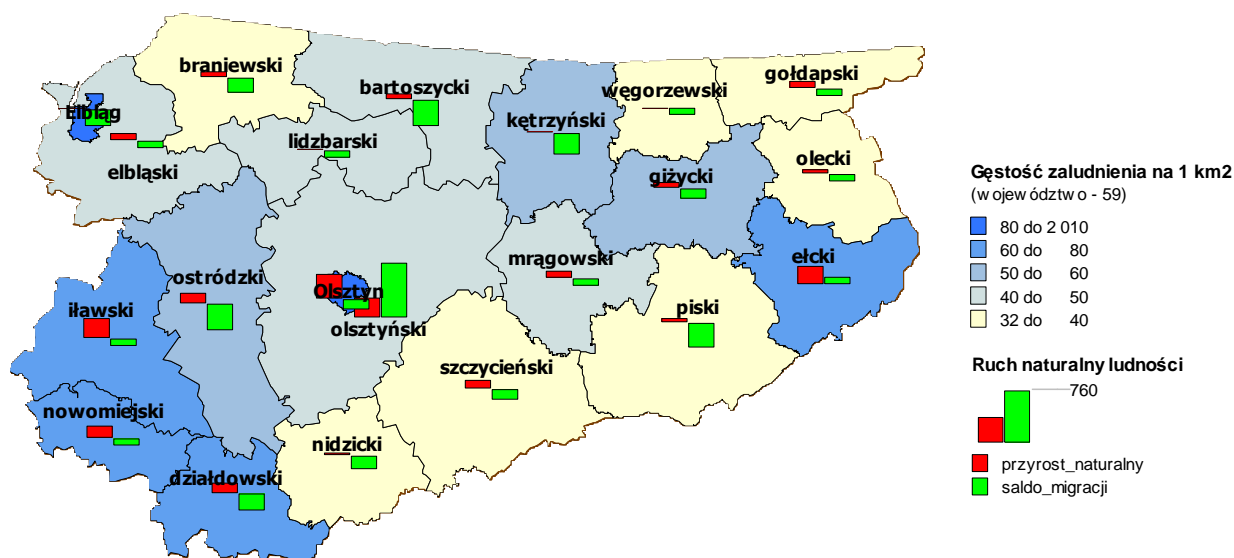 braniewski
bartoszycki
gołdapski
węgorzewski
Elbląg
kętrzyński
lidzbarski
olecki
elbląski
giżycki
mrągowski
ełcki
ostródzki
Olsztyn
olsztyński
piski
iławski
szczycieński
nowomiejski
nidzicki
działdowski
Gęstość zaludnienia na 1 km2
(województwo - 59)
80 do 2 010
60 do 80
50 do 60
40 do 50
32 do 40
Ruch naturalny ludności
760
przyrost_naturalny
saldo_migracji